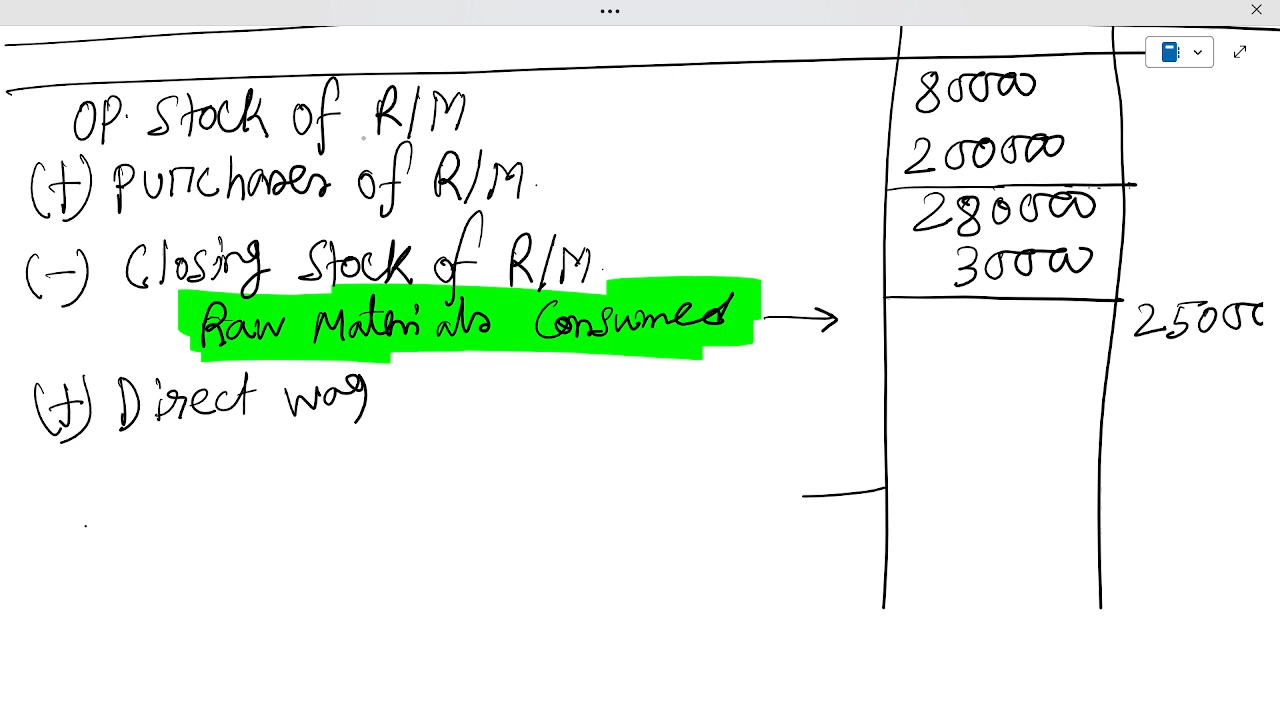 OP. Stock of R/M 80000
(+) Purchases of R/M. 200000
280000
(-) Closing Stock of R/M. 30000
Raw Materials Consumed → 25000
(+) Direct wag